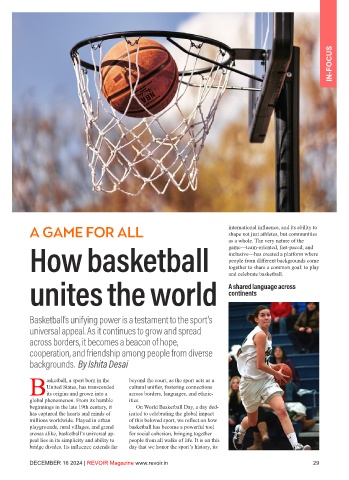 IN-FOCUS
A GAME FOR ALL
How basketball
unites the world
Basketball's unifying power is a testament to the sport's
universal appeal. As it continues to grow and spread
across borders, it becomes a beacon of hope,
cooperation, and friendship among people from diverse
backgrounds. By Ishita Desai
Basketball, a sport born in the
United States, has transcended
its origins and grown into a
global phenomenon. From its humble
beginnings in the late 19th century, it
has captured the hearts and minds of
millions worldwide. Played in urban
playgrounds, rural villages, and grand
arenas alike, basketball's universal ap-
peal lies in its simplicity and ability to
bridge divides. Its influence extends far
beyond the court, as the sport acts as a
cultural unifier, fostering connections
across borders, languages, and ethnic-
ities.
On World Basketball Day, a day ded-
icated to celebrating the global impact
of this beloved sport, we reflect on how
basketball has become a powerful tool
for social cohesion, bringing together
people from all walks of life. It is on this
day that we honor the sport's history, its
international influence, and its ability to
shape not just athletes, but communities
as a whole. The very nature of the
game—team-oriented, fast-paced, and
inclusive—has created a platform where
people from different backgrounds come
together to share a common goal: to play
and celebrate basketball.
A shared language across
continents
DECEMBER 16 2024 | REVOIR Magazine www.revoir.in
29